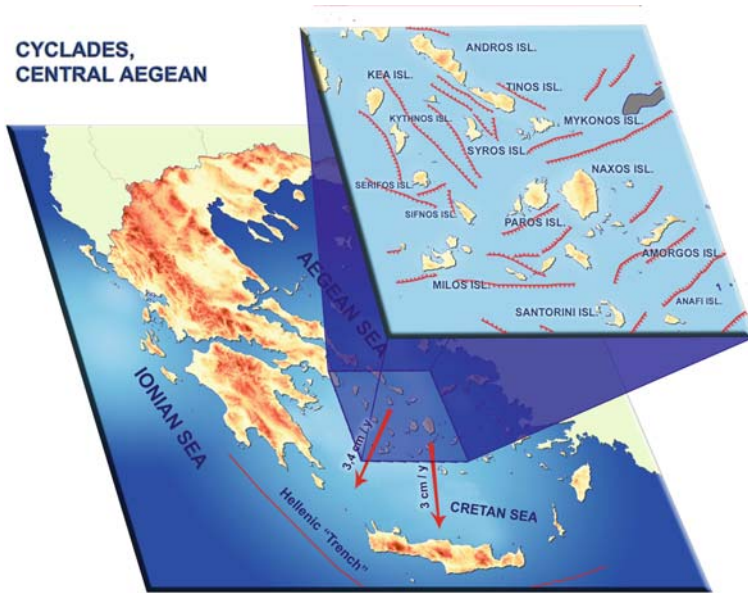 CYCLADES,
CENTRAL AEGEAN
ANDROS ISL.
KEA ISL.
TINOS ISL.
KYTHNOS ISL.
MYKONOS ISL.
SYROS ISL.
NAXOS ISL.
SERIFOS ISL.
SIFNOS ISL.
PAROS ISL.
AMORGOS ISL.
MILOS ISL.
ANAFI ISL.
SANTORINI ISL.
AEGEAN SEA
IONIAN SEA
3,4 cm / y
3 cm / y
CRETAN SEA
Hellenic "Trench"